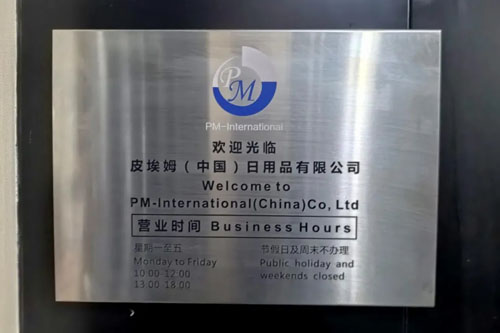 PM
PM-International
欢迎光临
皮埃姆（中国）日用品有限公司
Welcome to
PM-International(China)Co, Ltd
营业时间 Business Hours
星期一至五
Monday to Friday
10:00-12:00
13:00-18:00
节假日及周末不办理
Public holiday and
weekends closed